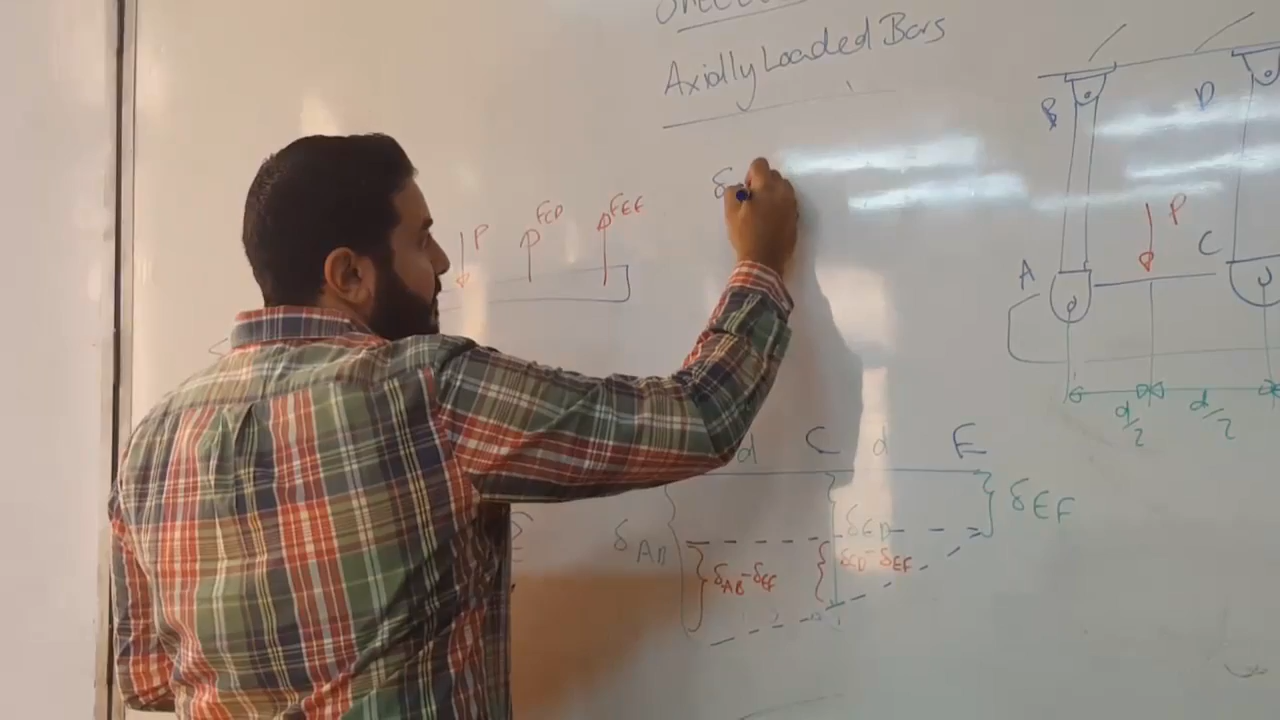 Axially Loaded Bars
B
D
P
FCD
FEF
δ
P
A
C
d/2
d/2
d
C
d
E
δEF
δAB
δCD
δAB-δEF
δCD-δEF